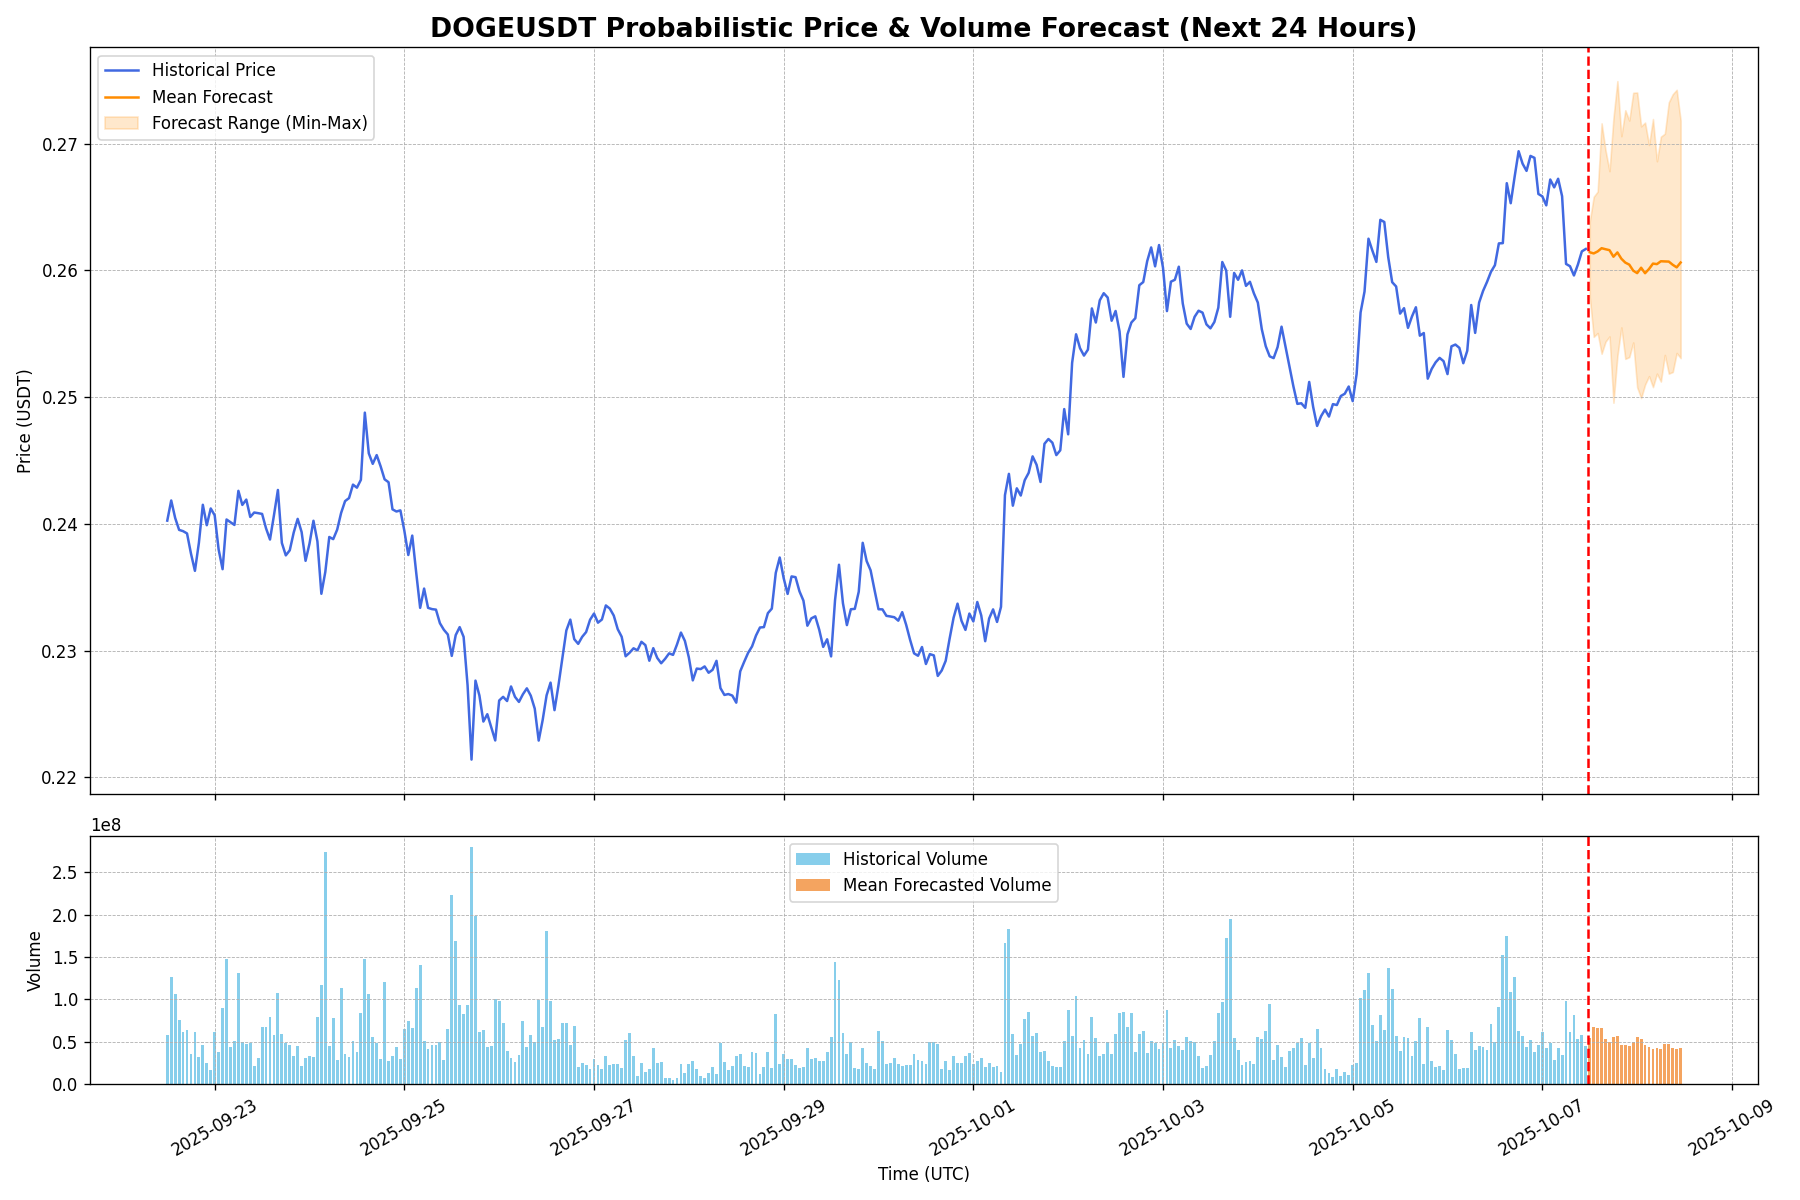 DOGEUSDT Probabilistic Price & Volume Forecast (Next 24 Hours)
Historical Price
Mean Forecast
Forecast Range (Min-Max)
Price (USDT)
0.27
0.26
0.25
0.24
0.23
0.22
1e8
Historical Volume
Mean Forecasted Volume
Volume
2.5
2.0
1.5
1.0
0.5
0.0
2025-09-23
2025-09-25
2025-09-27
2025-09-29
2025-10-01
2025-10-03
2025-10-05
2025-10-07
2025-10-09
Time (UTC)